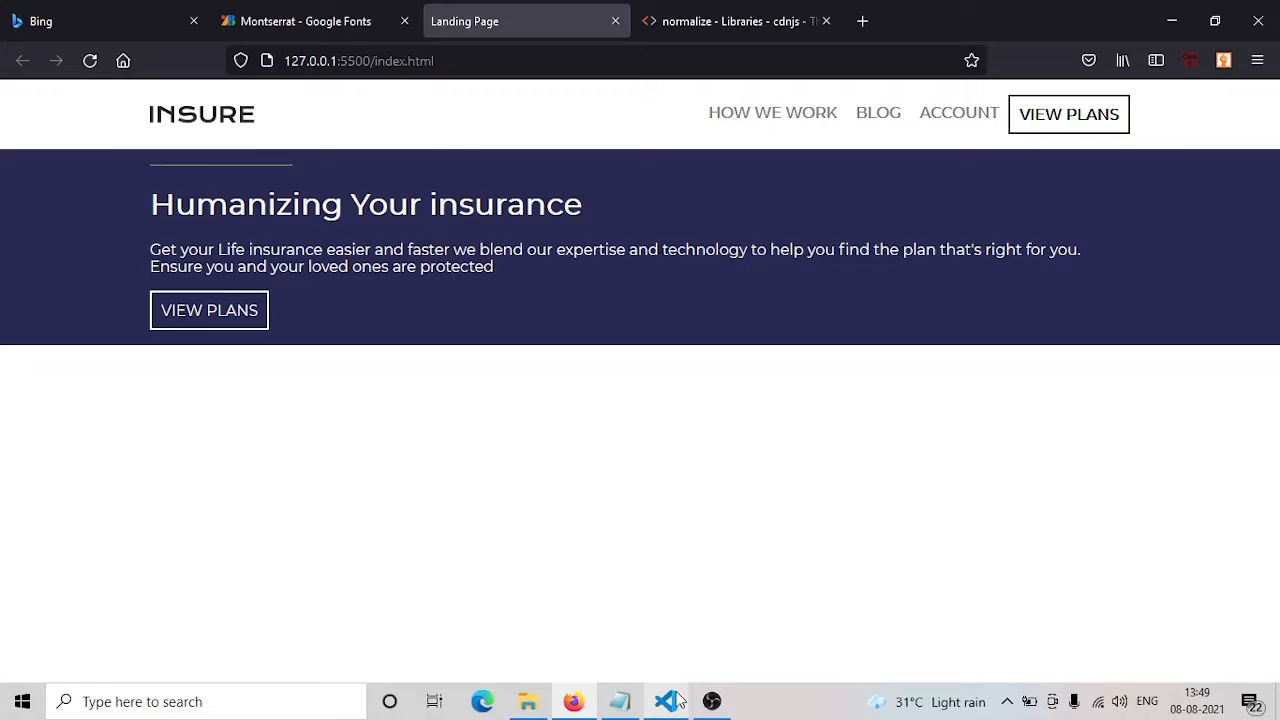 Bing
Montserrat - Google Fonts
Landing Page
normalize - Libraries - cdnjs - Th
127.0.0.1:5500/index.html
INSURE
HOW WE WORK BLOG ACCOUNT VIEW PLANS
Humanizing Your insurance
Get your Life insurance easier and faster we blend our expertise and technology to help you find the plan that's right for you.
Ensure you and your loved ones are protected
VIEW PLANS
Type here to search
31°C Light rain
ENG
13:49
08-08-2021
22